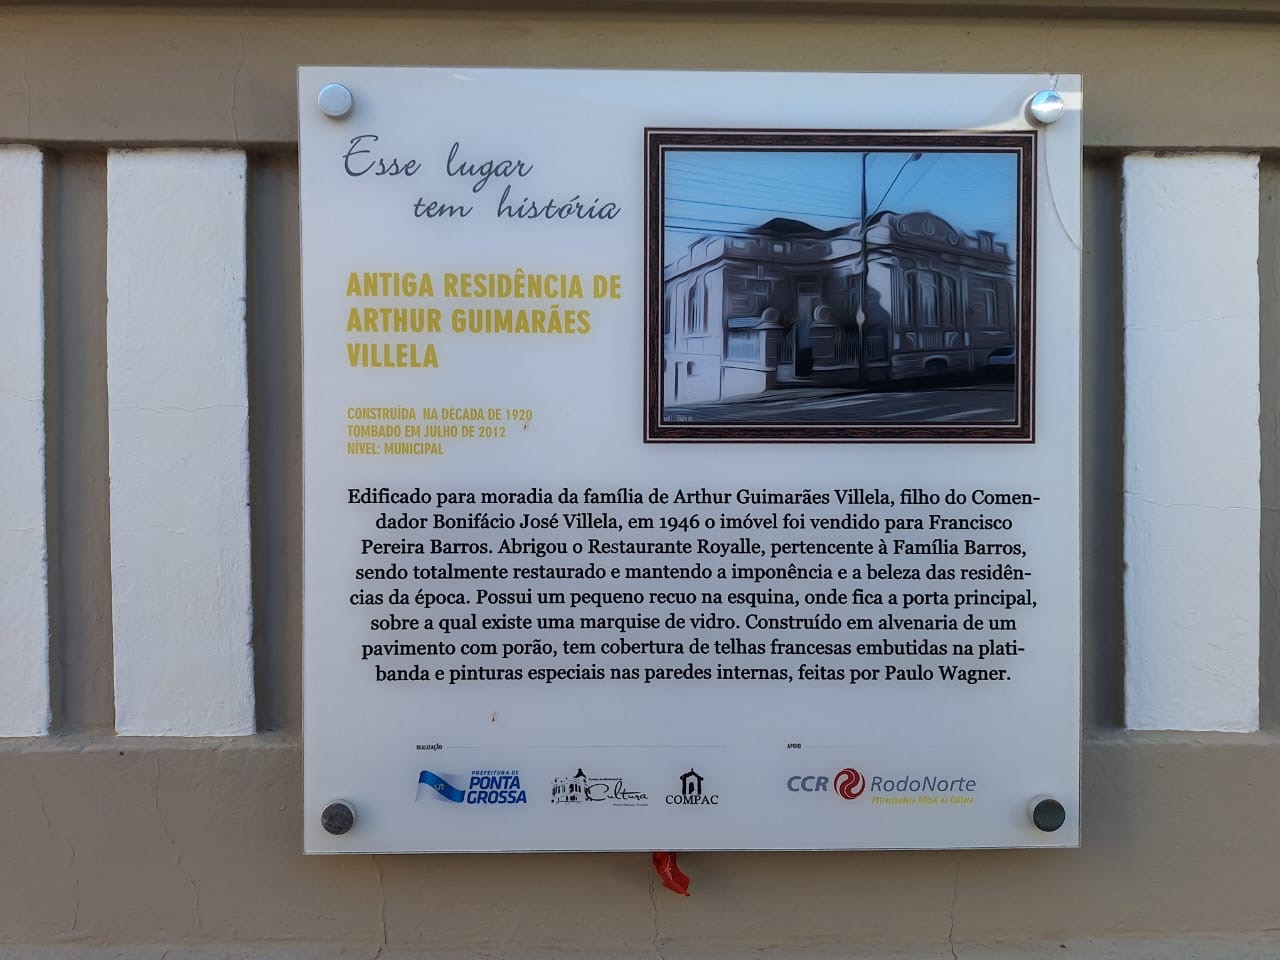 Esse lugar
tem história
ANTIGA RESIDÊNCIA DE
ARTHUR GUIMARÃES
VILLELA
CONSTRUÍDA NA DÉCADA DE 1920
TOMBADO EM JULHO DE 2012
NÍVEL: MUNICIPAL
Edificado para moradia da família de Arthur Guimarães Villela, filho do Comen-
dador Bonifácio José Villela, em 1946 o imóvel foi vendido para Francisco
Pereira Barros. Abrigou o Restaurante Royalle, pertencente à Família Barros,
sendo totalmente restaurado e mantendo a imponência e a beleza das residên-
cias da época. Possui um pequeno recuo na esquina, onde fica a porta principal,
sobre a qual existe uma marquise de vidro. Construído em alvenaria de um
pavimento com porão, tem cobertura de telhas francesas embutidas na plati-
banda e pinturas especiais nas paredes internas, feitas por Paulo Wagner.
REALIZAÇÃO
APOIO
PREFEITURA DE
PONTA
GROSSA
Cultura
COMPAC
CCR RodoNorte
Patrocinadora Oficial da Cultura